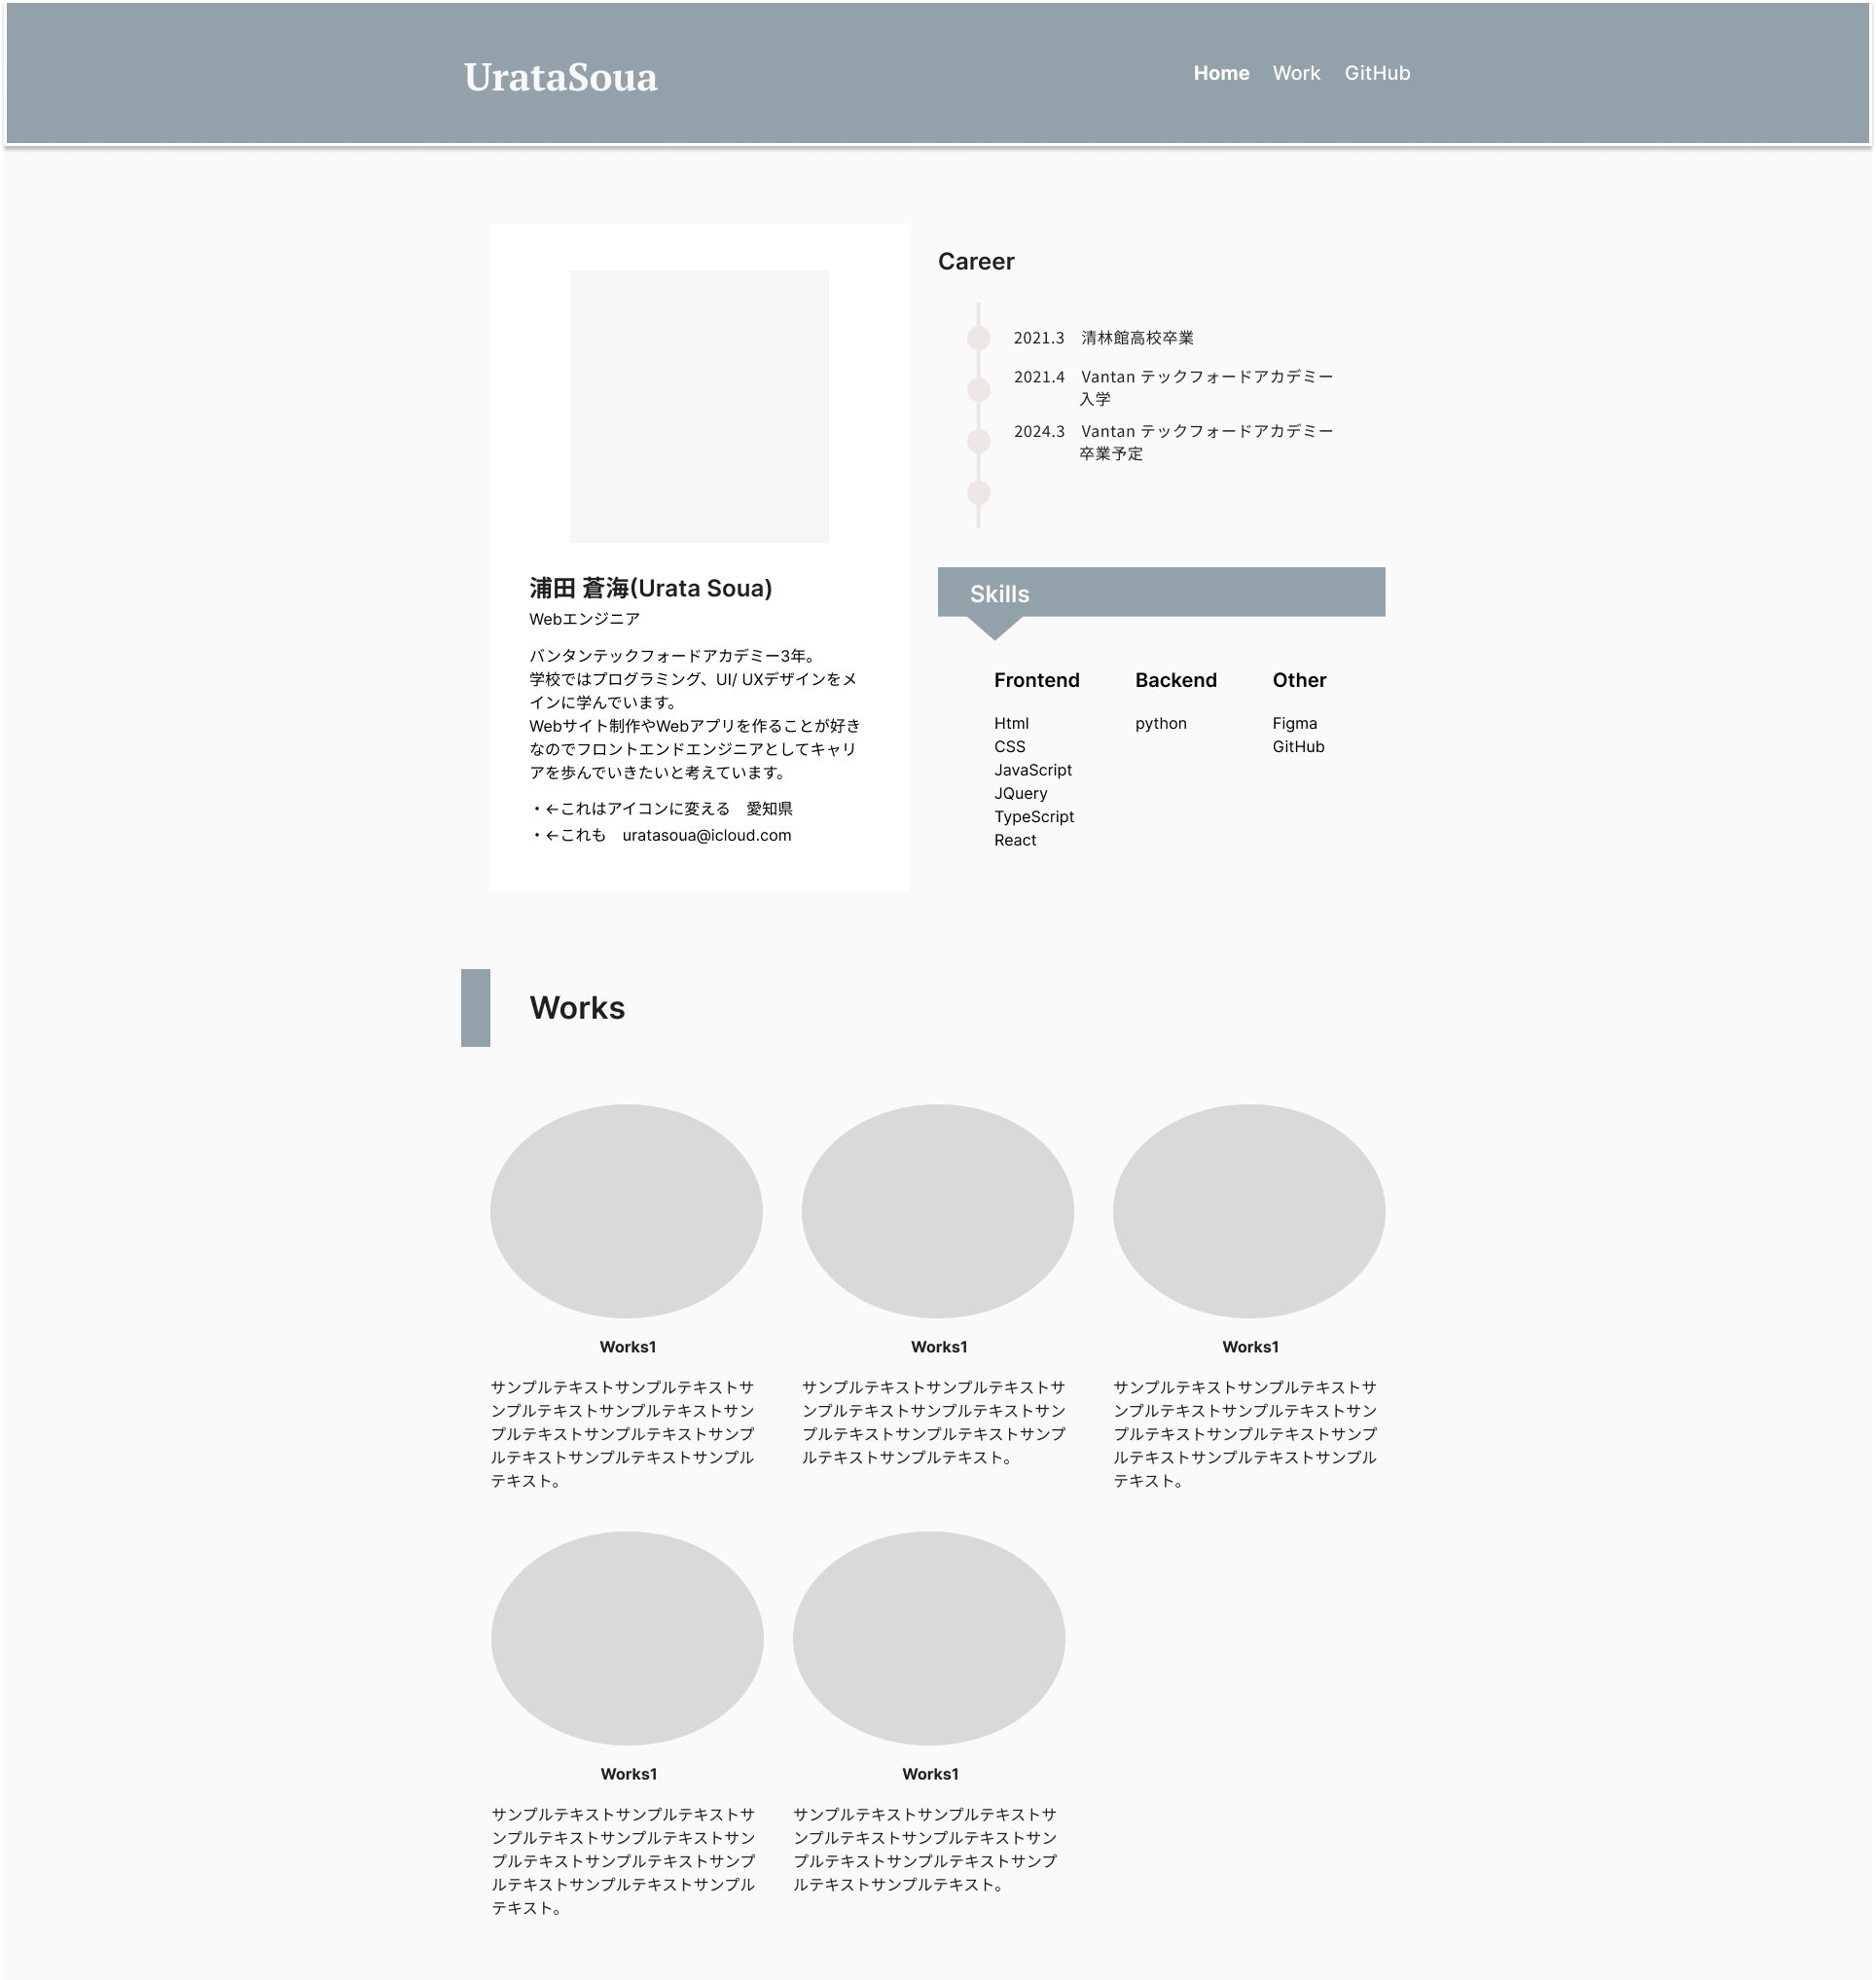 UrataSoua
Home Work GitHub
浦田 蒼海(Urata Soua)
Webエンジニア
バンタンテックフォードアカデミー3年。
学校ではプログラミング、UI/ UXデザインをメ
インに学んでいます。
Webサイト制作やWebアプリを作ることが好き
なのでフロントエンドエンジニアとしてキャリ
アを歩んでいきたいと考えています。
・←これはアイコンに変える　愛知県
・←これも　uratasoua@icloud.com
Career
2021.3　清林館高校卒業
2021.4　Vantan テックフォードアカデミー
入学
2024.3　Vantan テックフォードアカデミー
卒業予定
Skills
Frontend
Html
CSS
JavaScript
JQuery
TypeScript
React
Backend
python
Other
Figma
GitHub
Works
Works1
サンプルテキストサンプルテキストサ
ンプルテキストサンプルテキストサン
プルテキストサンプルテキストサンプ
ルテキストサンプルテキストサンプル
テキスト。
Works1
サンプルテキストサンプルテキストサ
ンプルテキストサンプルテキストサン
プルテキストサンプルテキストサンプ
ルテキストサンプルテキスト。
Works1
サンプルテキストサンプルテキストサ
ンプルテキストサンプルテキストサン
プルテキストサンプルテキストサンプ
ルテキストサンプルテキストサンプル
テキスト。
Works1
サンプルテキストサンプルテキストサ
ンプルテキストサンプルテキストサン
プルテキストサンプルテキストサンプ
ルテキストサンプルテキストサンプル
テキスト。
Works1
サンプルテキストサンプルテキストサ
ンプルテキストサンプルテキストサン
プルテキストサンプルテキストサンプ
ルテキストサンプルテキスト。